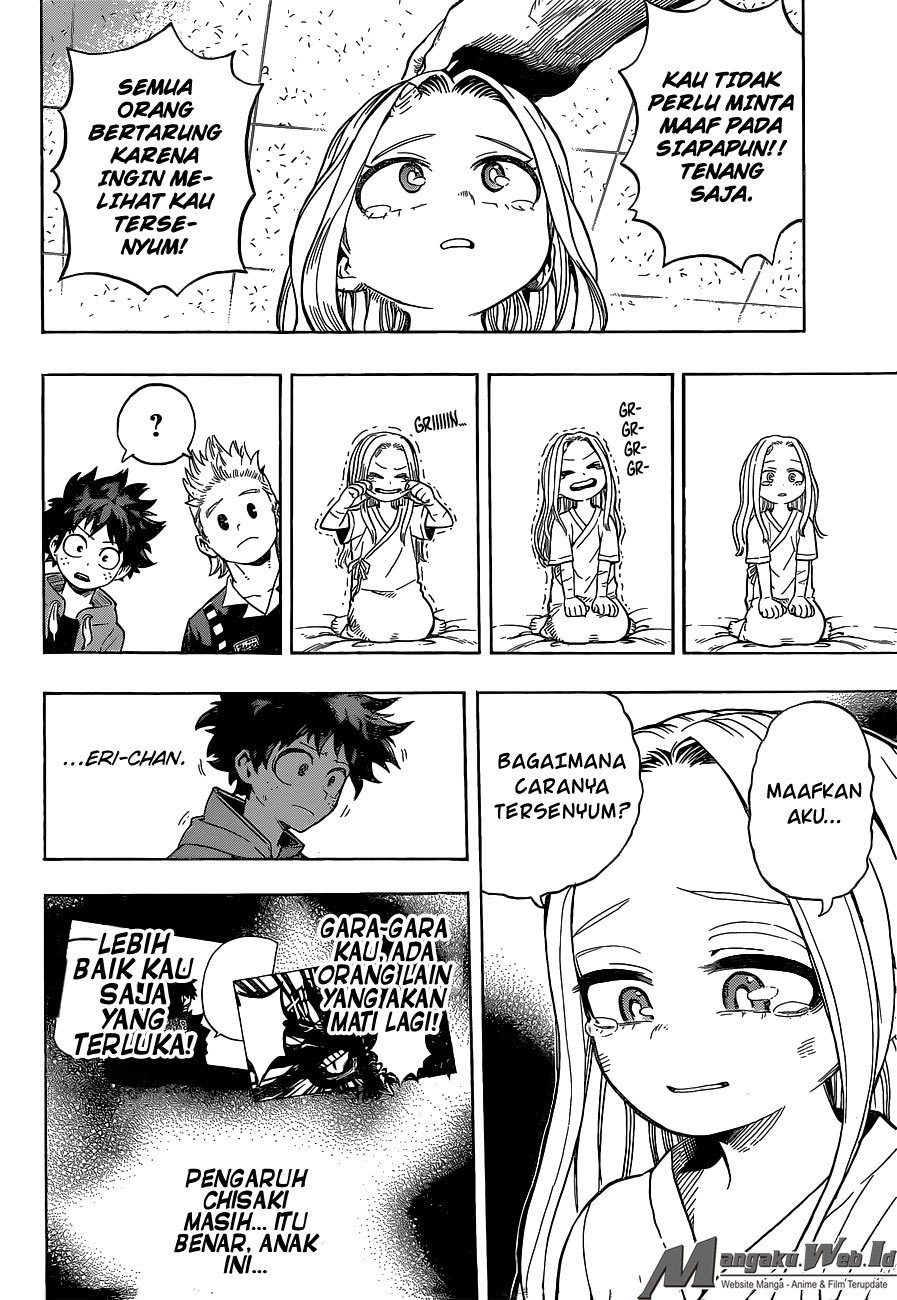 KAU TIDAK
PERLU MINTA
MAAF PADA
SIAPAPUN!!
TENANG
SAJA.
SEMUA
ORANG
BERTARUNG
KARENA
INGIN ME-
LIHAT KAU
TERSE-
NYUM!
GR-
GR-
GR-
GR-
GRIIIIIN...
?
MAAFKAN
AKU...
BAGAIMANA
CARANYA
TERSENYUM?
...ERI-CHAN.
GARA-GARA
KAU, ADA
ORANG LAIN
YANG AKAN
MATI LAGI!
LEBIH
BAIK KAU
SAJA
YANG
TERLUKA!
PENGARUH
CHISAKI
MASIH... ITU
BENAR, ANAK
INI...
Mangaku.Web.Id
Website Manga - Anime & Film Terupdate